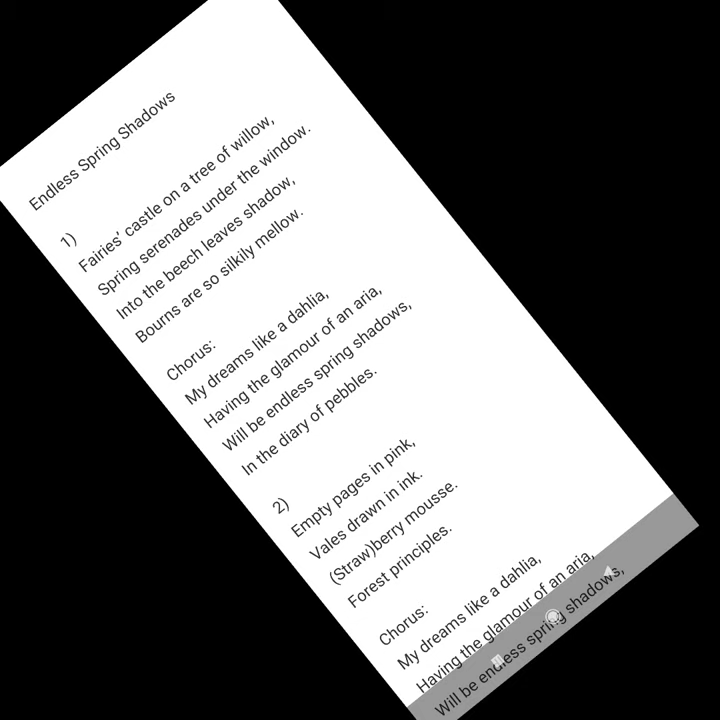 Endless Spring Shadows
1)
Fairies’ castle on a tree of willow,
Spring serenades under the window.
Into the beech leaves shadow,
Bourns are so silkily mellow.
Chorus:
My dreams like a dahlia,
Having the glamour of an aria,
Will be endless spring shadows,
In the diary of pebbles.
2)
Empty pages in pink,
Vales drawn in ink.
(Straw)berry mousse.
Forest principles.
Chorus:
My dreams like a dahlia,
Having the glamour of an aria,
Will be endless spring shadows,